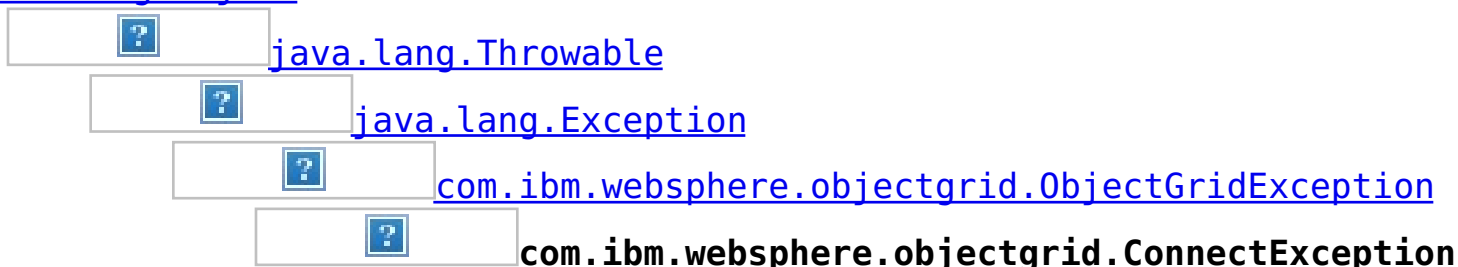 java.lang.Throwable
java.lang.Exception
com.ibm.websphere.objectgrid.ObjectGridException
com.ibm.websphere.objectgrid.ConnectException